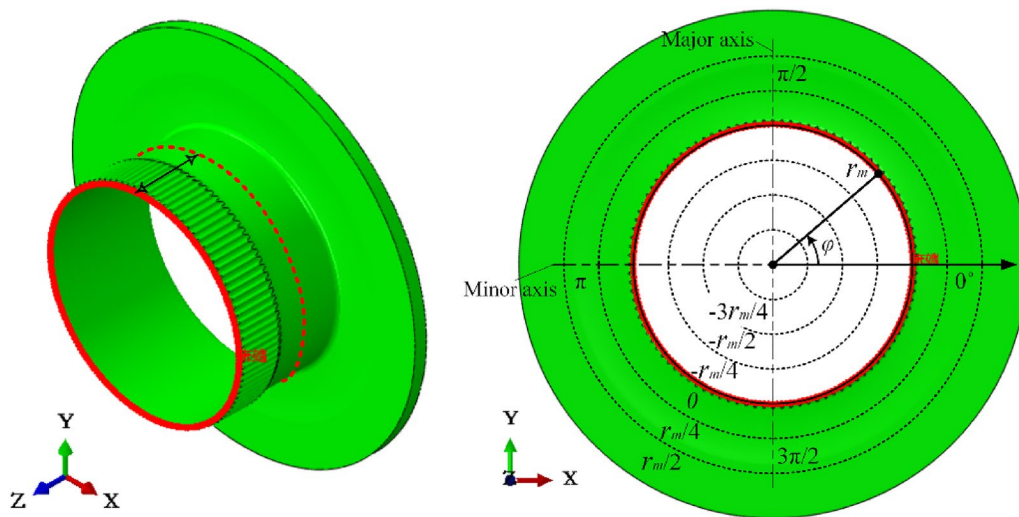 Y
Z
X
Major axis
π/2
r_m
φ
Minor axis
π
0°
-3r_m/4
-r_m/2
-r_m/4
0
r_m/4
r_m/2
3π/2
Y
Z
X